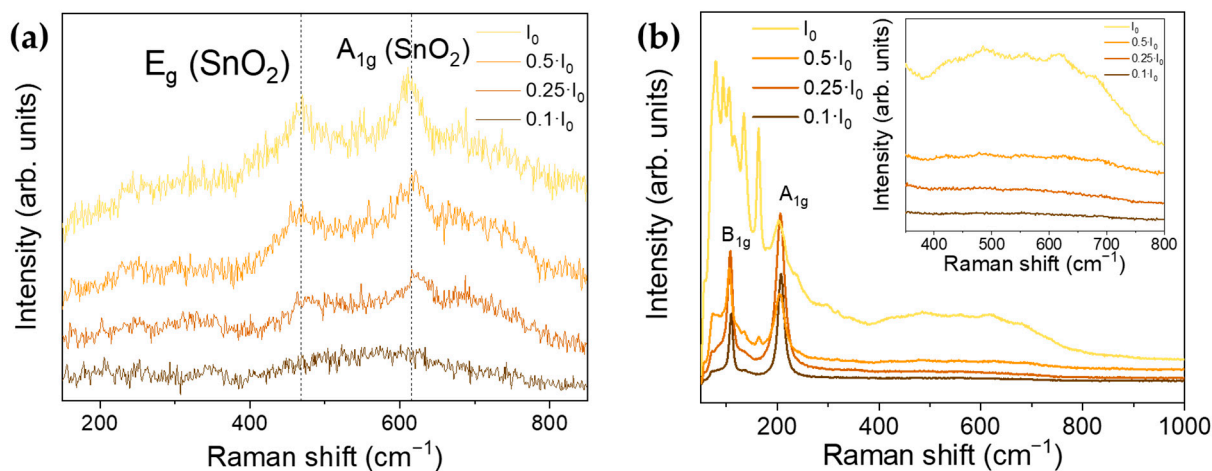 (a)
E₉ (SnO₂)
A₁g (SnO₂)
I₀
0.5·I₀
0.25·I₀
0.1·I₀
Intensity (arb. units)
200 400 600 800
Raman shift (cm⁻¹)
(b)
I₀
0.5·I₀
0.25·I₀
0.1·I₀
B₁g
A₁g
Intensity (arb. units)
200 400 600 800 1000
Raman shift (cm⁻¹)
I₀
0.5·I₀
0.25·I₀
0.1·I₀
Intensity (arb. units)
400 500 600 700 800
Raman shift (cm⁻¹)